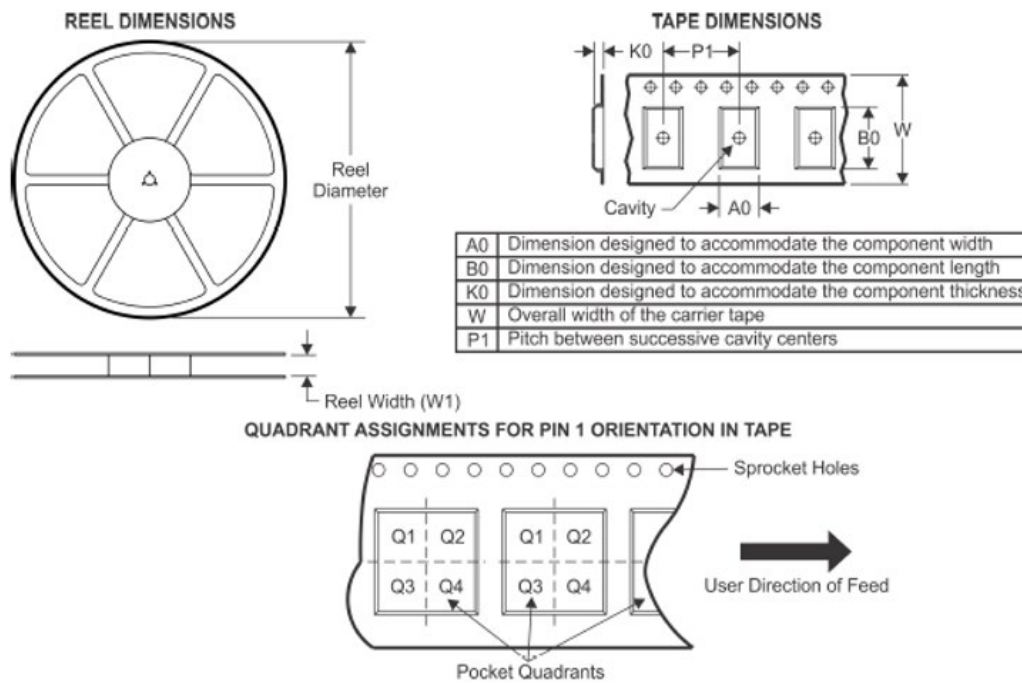 REEL DIMENSIONS
Reel
Diameter
Reel Width (W1)
TAPE DIMENSIONS
K0
P1
B0
W
Cavity
A0
A0 Dimension designed to accommodate the component width
B0 Dimension designed to accommodate the component length
K0 Dimension designed to accommodate the component thickness
W Overall width of the carrier tape
P1 Pitch between successive cavity centers
QUADRANT ASSIGNMENTS FOR PIN 1 ORIENTATION IN TAPE
Sprocket Holes
Q1 Q2 Q1 Q2
Q3 Q4 Q3 Q4
User Direction of Feed
Pocket Quadrants